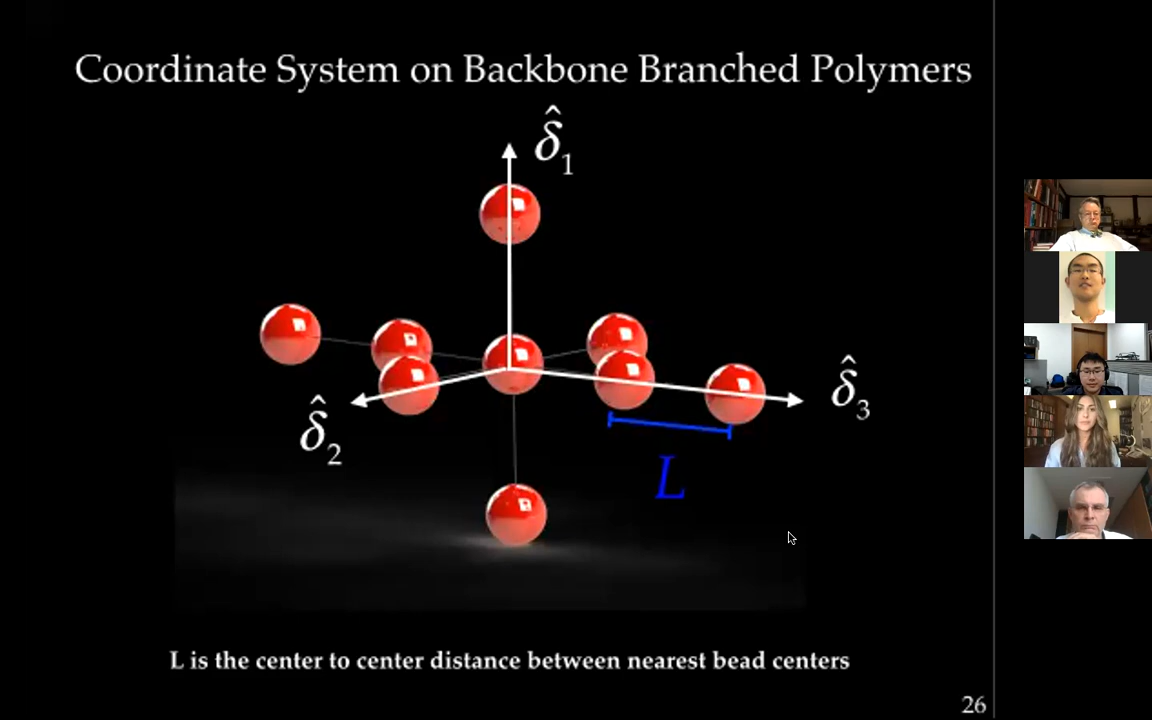 Coordinate System on Backbone Branched Polymers
δ̂₁
δ̂₃
δ̂₂
L
L is the center to center distance between nearest bead centers
26